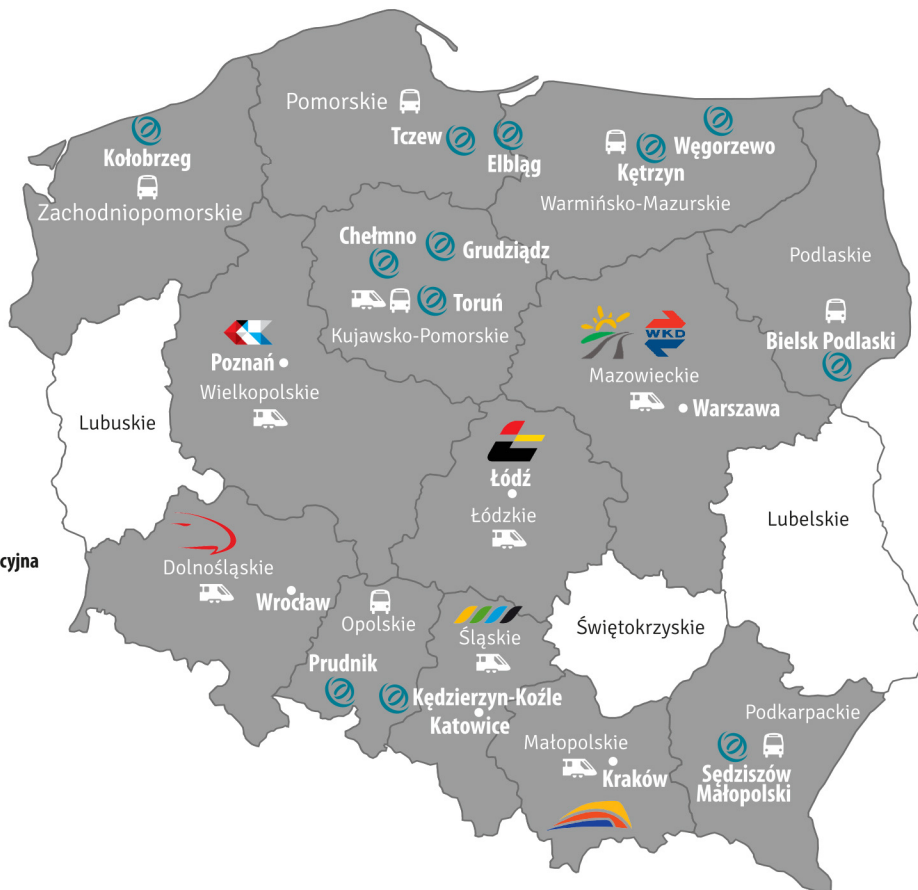 Pomorskie
Tczew
Elbląg
Kołobrzeg
Zachodniopomorskie
Węgorzewo
Kętrzyn
Warmińsko-Mazurskie
Chełmno
Grudziądz
Toruń
Kujawsko-Pomorskie
Podlaskie
Bielsk Podlaski
Poznań
Wielkopolskie
WKD
Mazowieckie
Warszawa
Lubuskie
Łódź
Łódzkie
Lubelskie
cyjna
Dolnośląskie
Wrocław
Opolskie
Prudnik
Kędzierzyn-Koźle
Śląskie
Katowice
Świętokrzyskie
Małopolskie
Kraków
Podkarpackie
Sędziszów
Małopolski